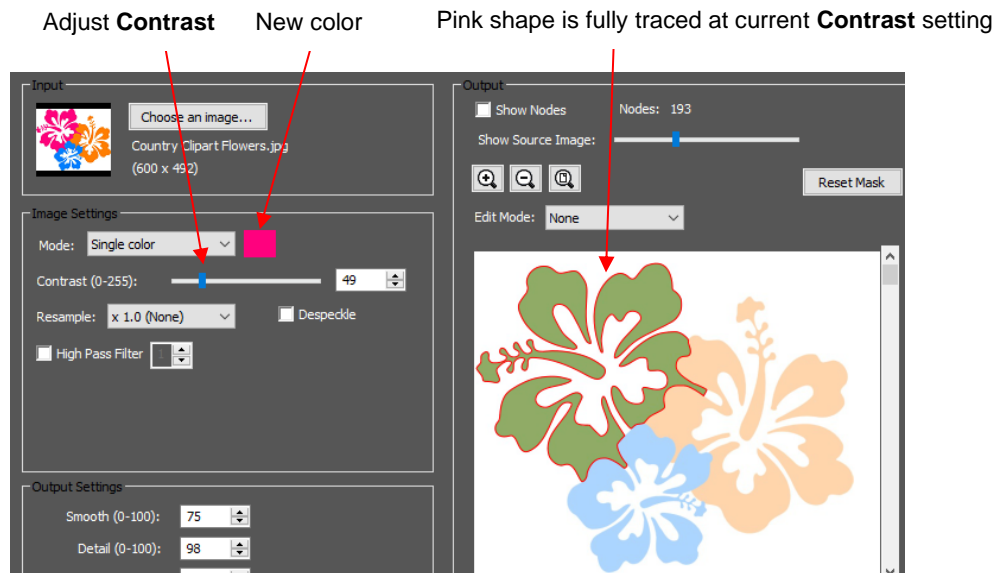 Adjust Contrast New color Pink shape is fully traced at current Contrast setting
Input
Choose an image...
Country Clipart Flowers.jpg
(600 x 492)
Image Settings
Mode: Single color
Contrast (0-255): 49
Resample: x 1.0 (None) Despeckle
High Pass Filter 1
Output Settings
Smooth (0-100): 75
Detail (0-100): 98
Output
Show Nodes Nodes: 193
Show Source Image:
Reset Mask
Edit Mode: None